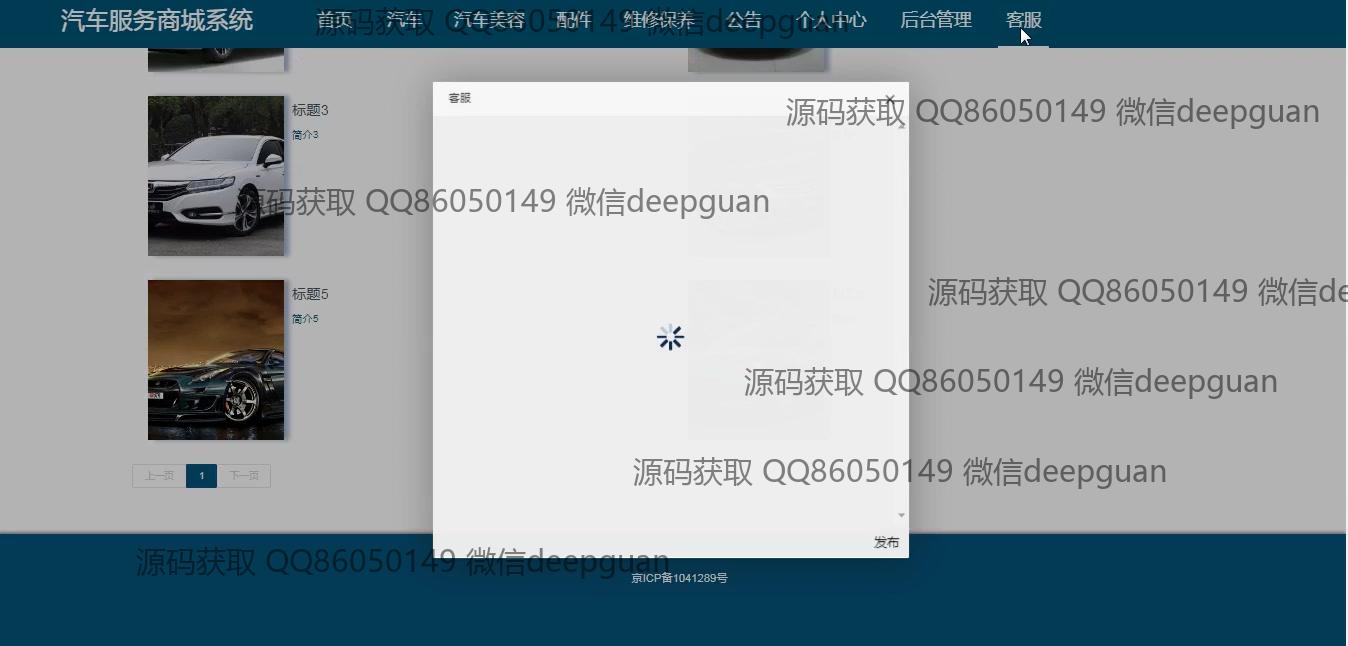 汽车服务商城系统 首页 汽车 汽车美容 配件 维修保养 公告 个人中心 后台管理 客服
源码获取 QQ86050149 微信deepguan
客服
标题3
源码获取 QQ86050149 微信deepguan
简介3
源码获取 QQ86050149 微信deepguan
标题5
源码获取 QQ86050149 微信de
简介5
源码获取 QQ86050149 微信deepguan
上一页 1 下一页
源码获取 QQ86050149 微信deepguan
发布
源码获取 QQ86050149 微信deepguan
京ICP备1041289号